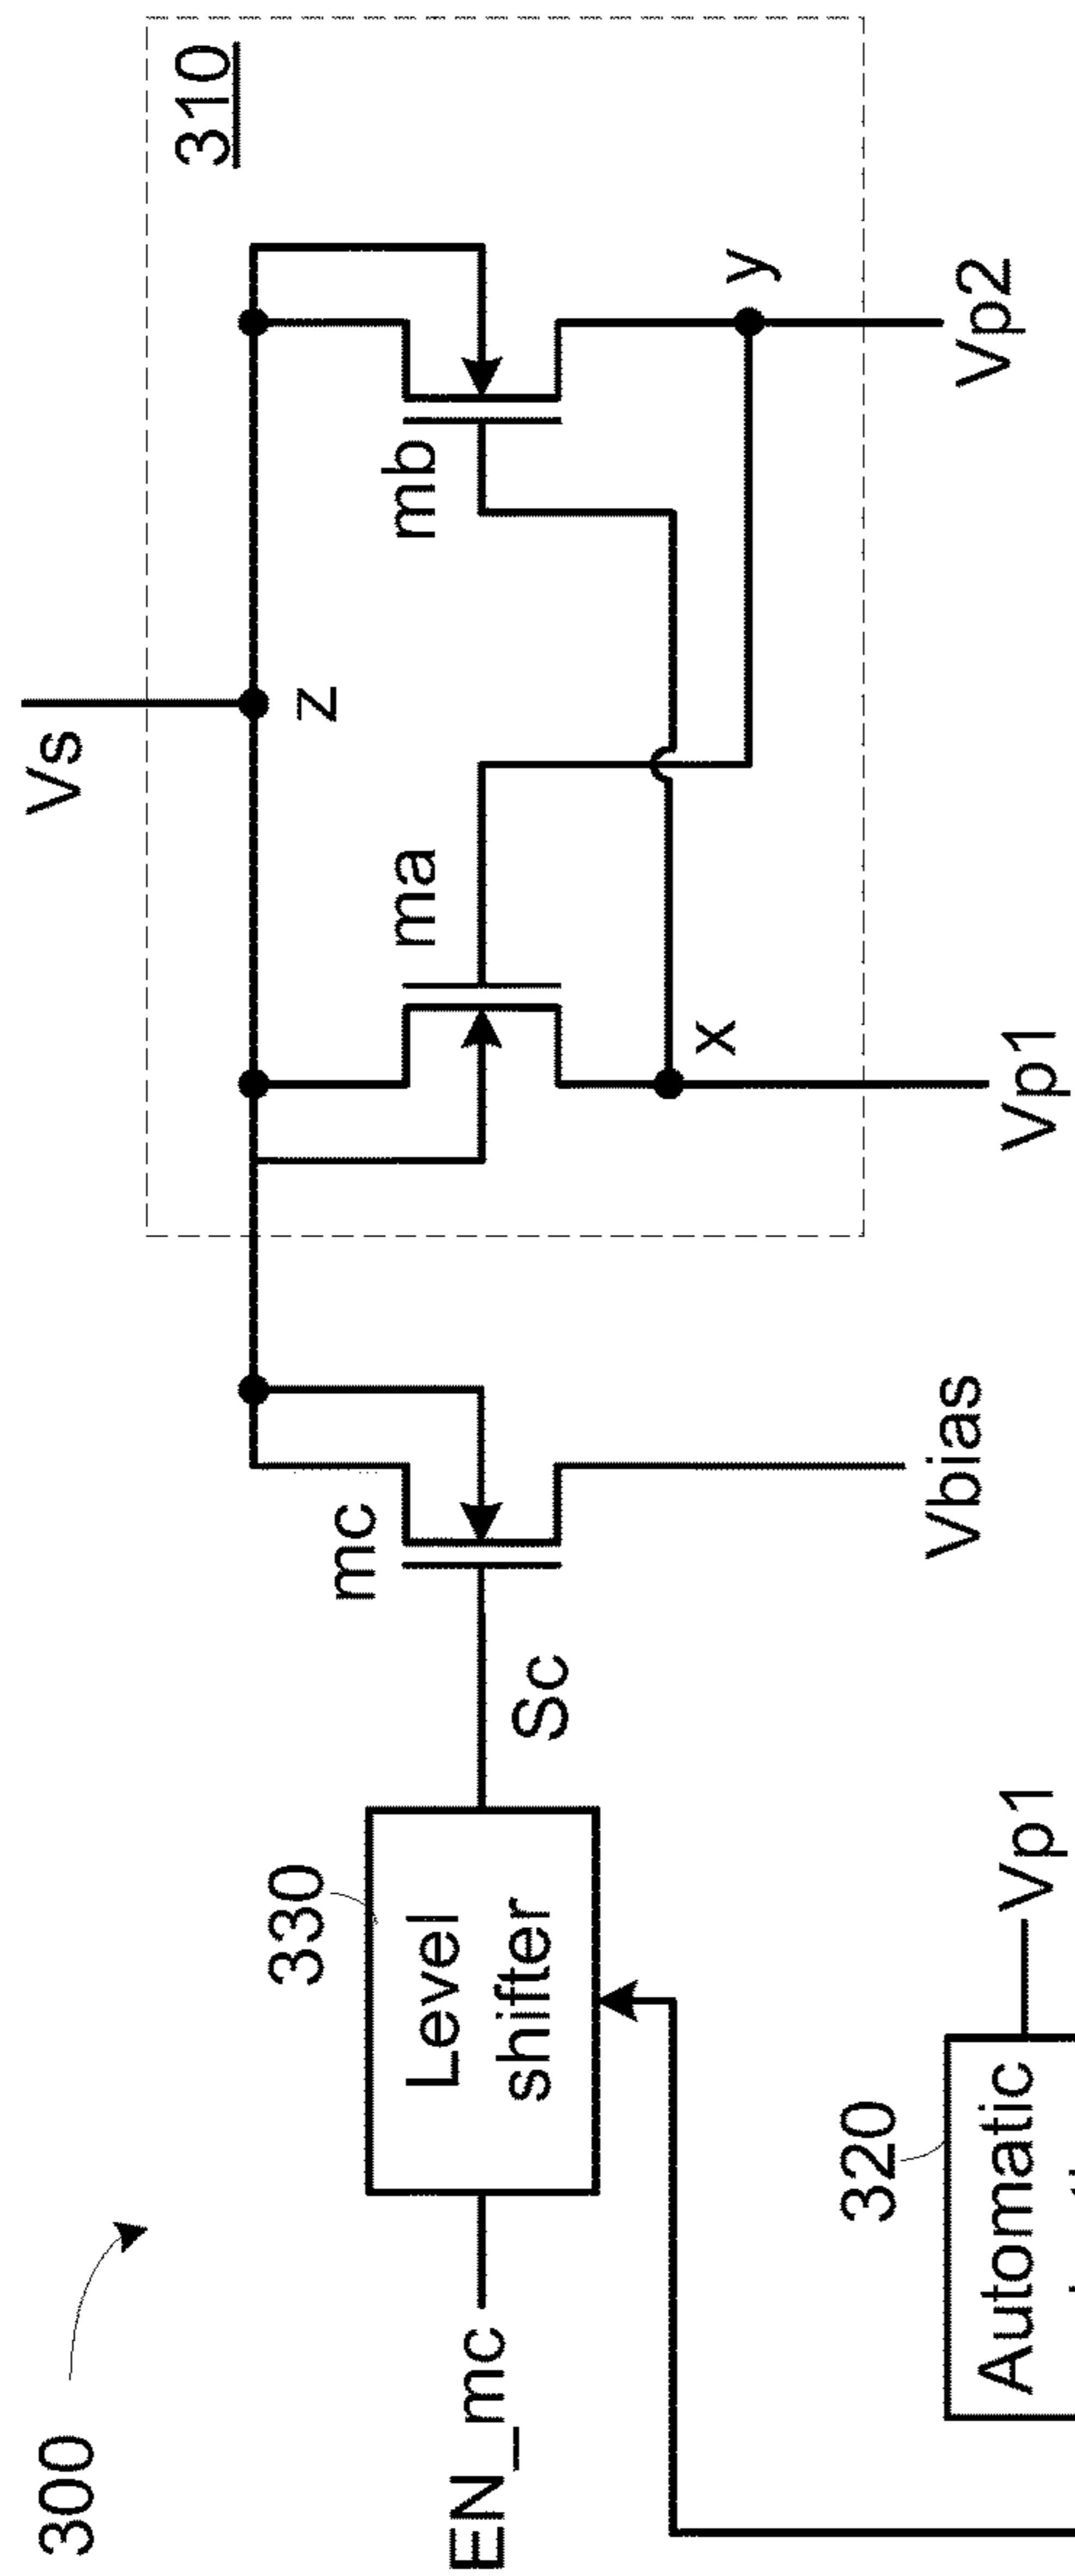 300
Vs
310
z
ma
mb
mc
330
Level
shifter
EN_mc
Sc
x
y
Vbias
Vp1
Vp2
320
Automatic
Vp1